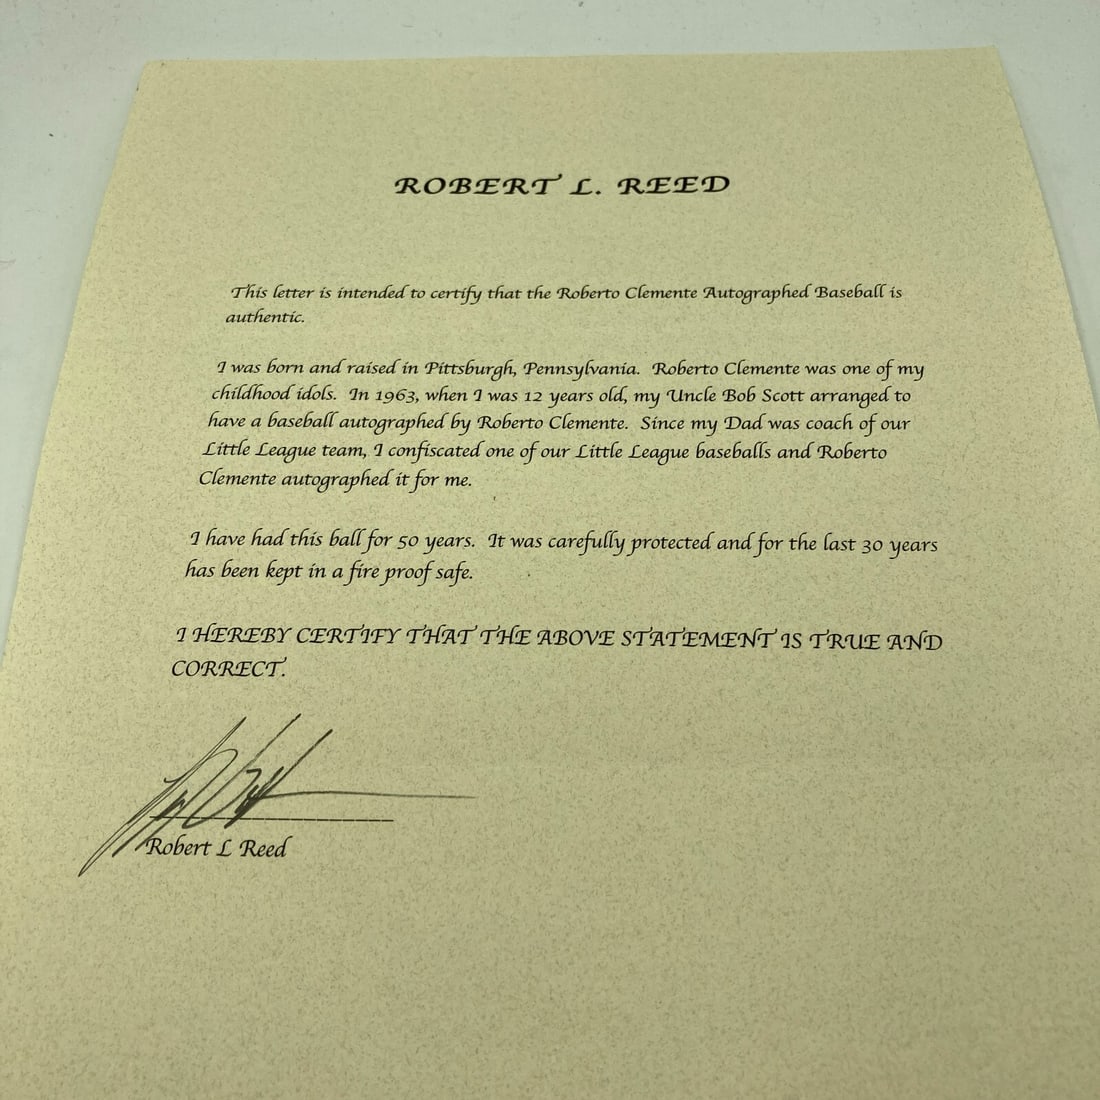 ROBERT L. REED
This letter is intended to certify that the Roberto Clemente Autographed Baseball is
authentic.
I was born and raised in Pittsburgh, Pennsylvania. Roberto Clemente was one of my
childhood idols. In 1963, when I was 12 years old, my Uncle Bob Scott arranged to
have a baseball autographed by Roberto Clemente. Since my Dad was coach of our
Little League team, I confiscated one of our Little League baseballs and Roberto
Clemente autographed it for me.
I have had this ball for 50 years. It was carefully protected and for the last 30 years
has been kept in a fire proof safe.
I HEREBY CERTIFY THAT THE ABOVE STATEMENT IS TRUE AND
CORRECT.
Robert L Reed